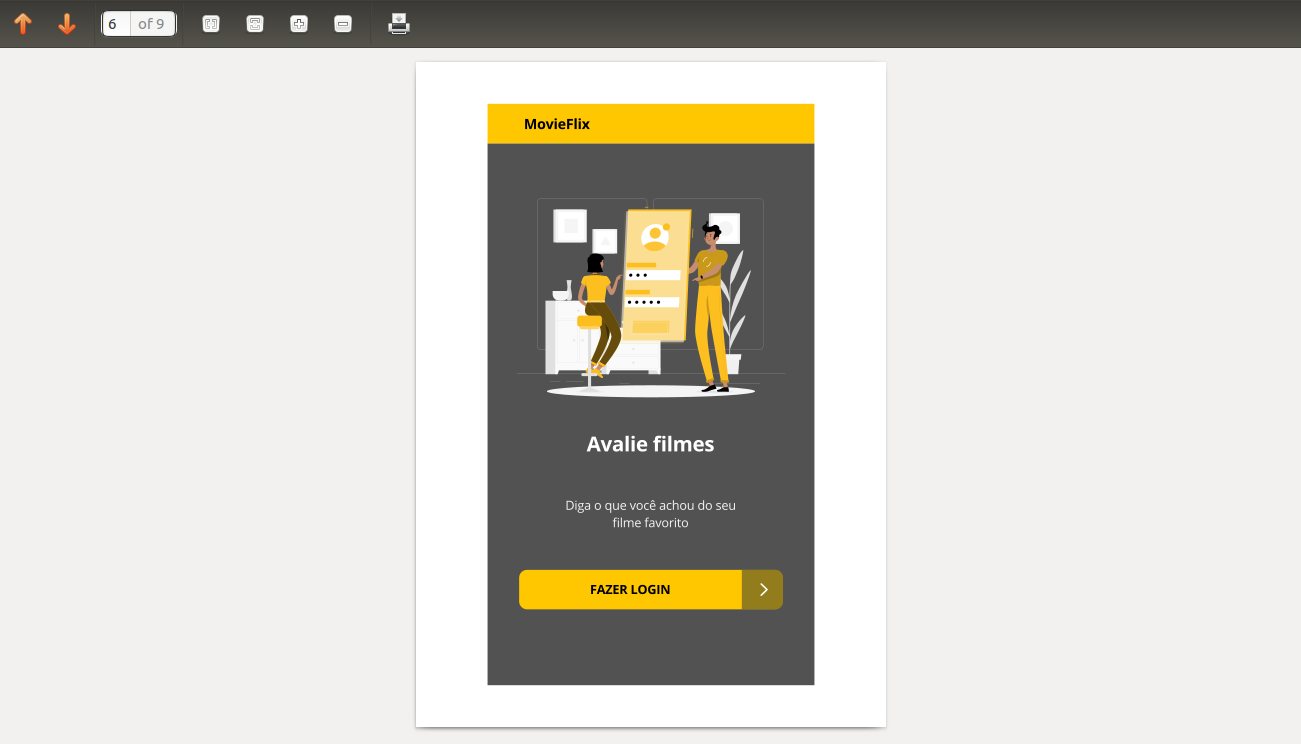 6 of 9
MovieFlix
Avalie filmes
Diga o que você achou do seu
filme favorito
FAZER LOGIN